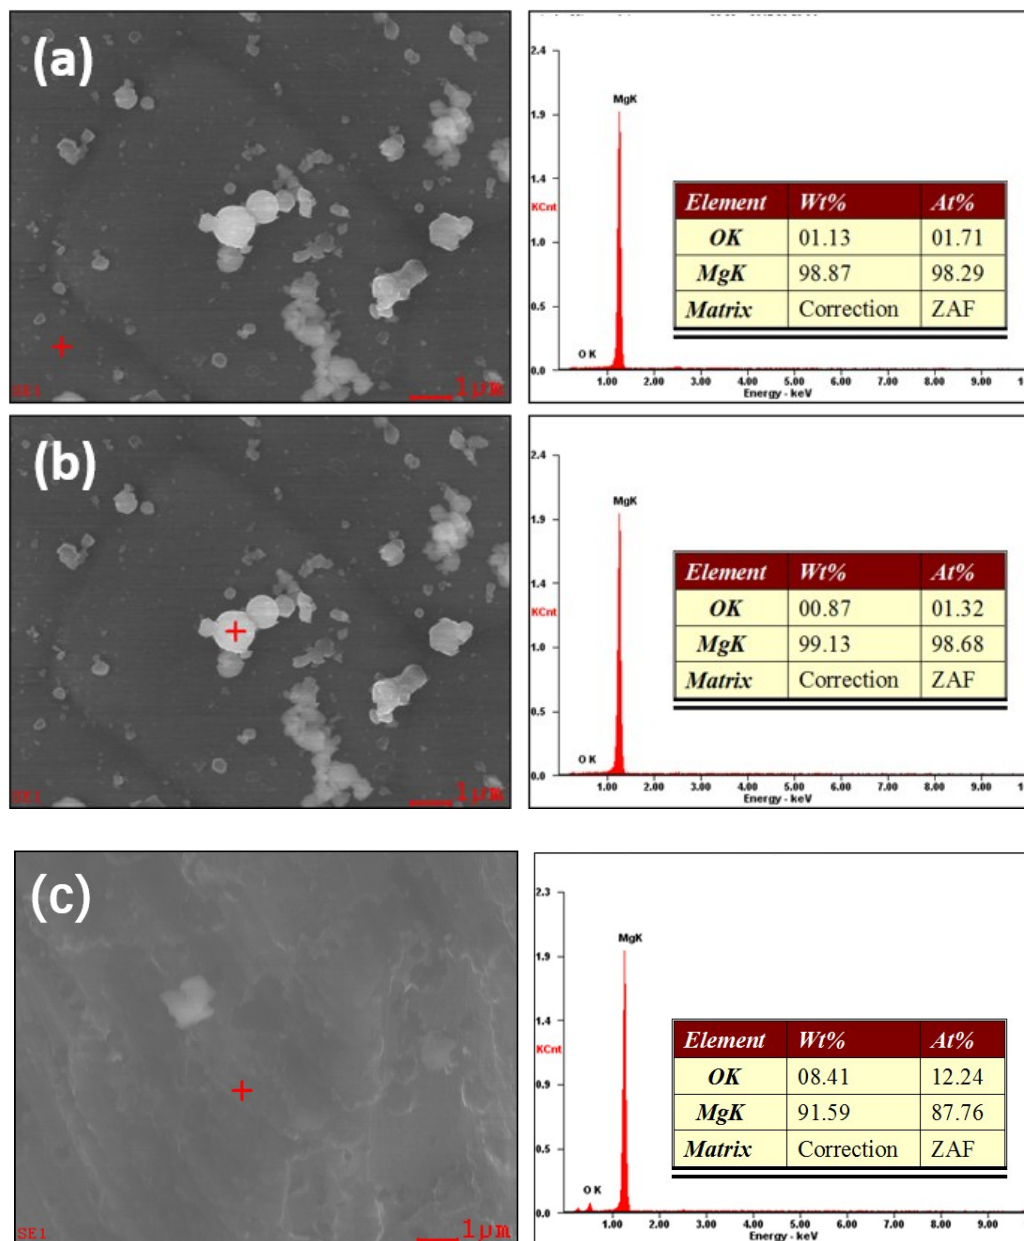 (a)
SE1
1µm
2.4
MgK
1.9
1.4
KCnt
1.0
0.5
O K
0.0
1.00 2.00 3.00 4.00 5.00 6.00 7.00 8.00 9.00 10
Energy - keV
Element Wt% At%
OK 01.13 01.71
MgK 98.87 98.29
Matrix Correction ZAF
(b)
SE1
1µm
2.4
MgK
1.9
1.4
KCnt
1.0
0.5
O K
0.0
1.00 2.00 3.00 4.00 5.00 6.00 7.00 8.00 9.00 10
Energy - keV
Element Wt% At%
OK 00.87 01.32
MgK 99.13 98.68
Matrix Correction ZAF
(c)
SE1
1µm
2.3
MgK
1.9
1.4
KCnt
0.9
0.5
O K
0.0
1.00 2.00 3.00 4.00 5.00 6.00 7.00 8.00 9.00 10
Energy - keV
Element Wt% At%
OK 08.41 12.24
MgK 91.59 87.76
Matrix Correction ZAF